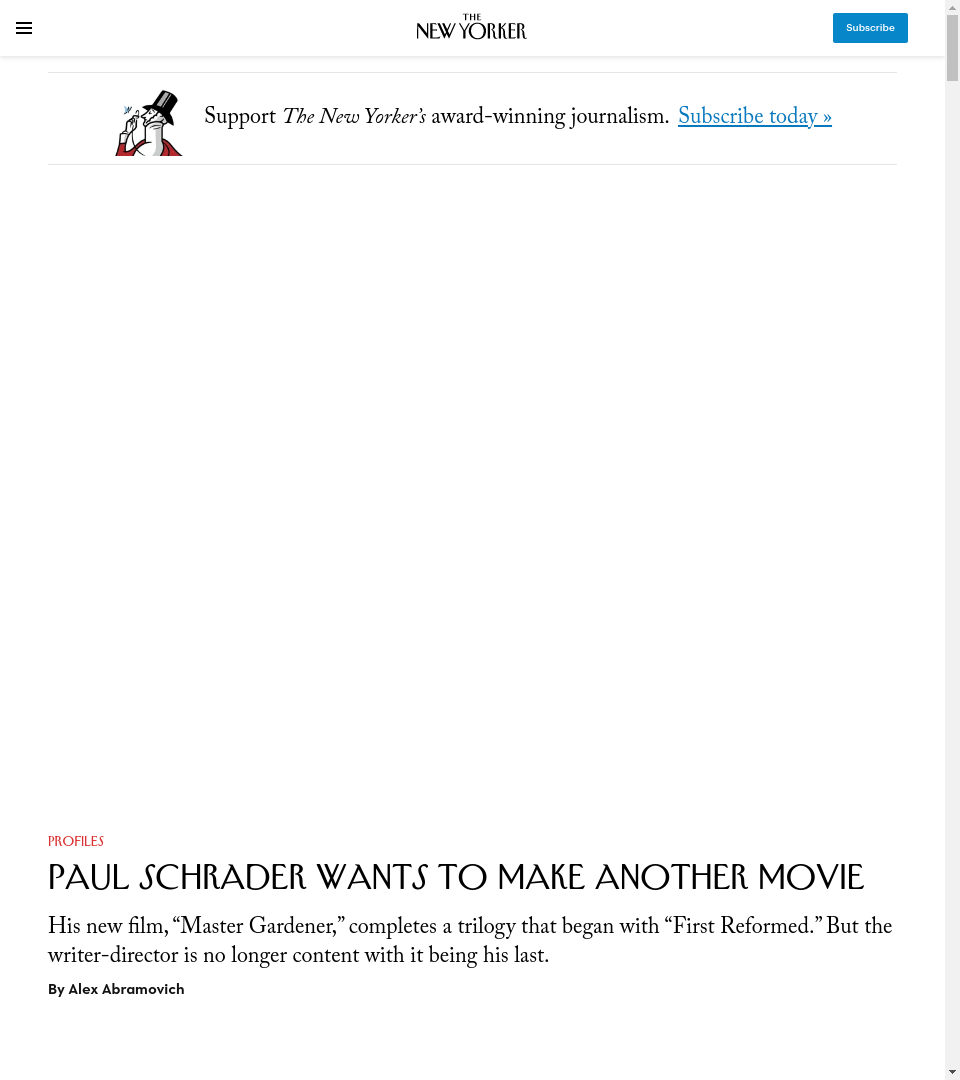 THE
NEW YORKER
Subscribe
Support The New Yorker’s award-winning journalism. Subscribe today »
PROFILES
PAUL SCHRADER WANTS TO MAKE ANOTHER MOVIE
His new film, “Master Gardener,” completes a trilogy that began with “First Reformed.” But the
writer-director is no longer content with it being his last.
By Alex Abramovich